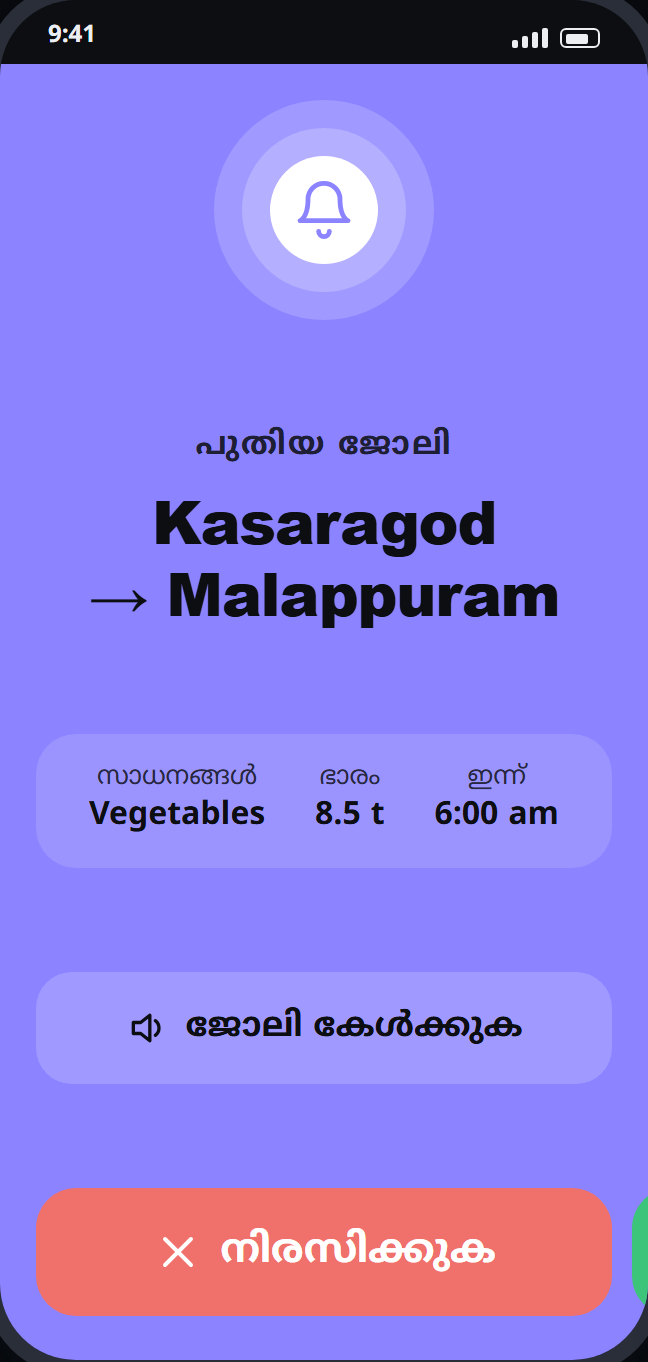 9:41
പുതിയ ജോലി
Kasaragod
→ Malappuram
സാധനങ്ങൾ ഭാരം ഇന്ന്
Vegetables 8.5 t 6:00 am
ജോലി കേൾക്കുക
നിരസിക്കുക